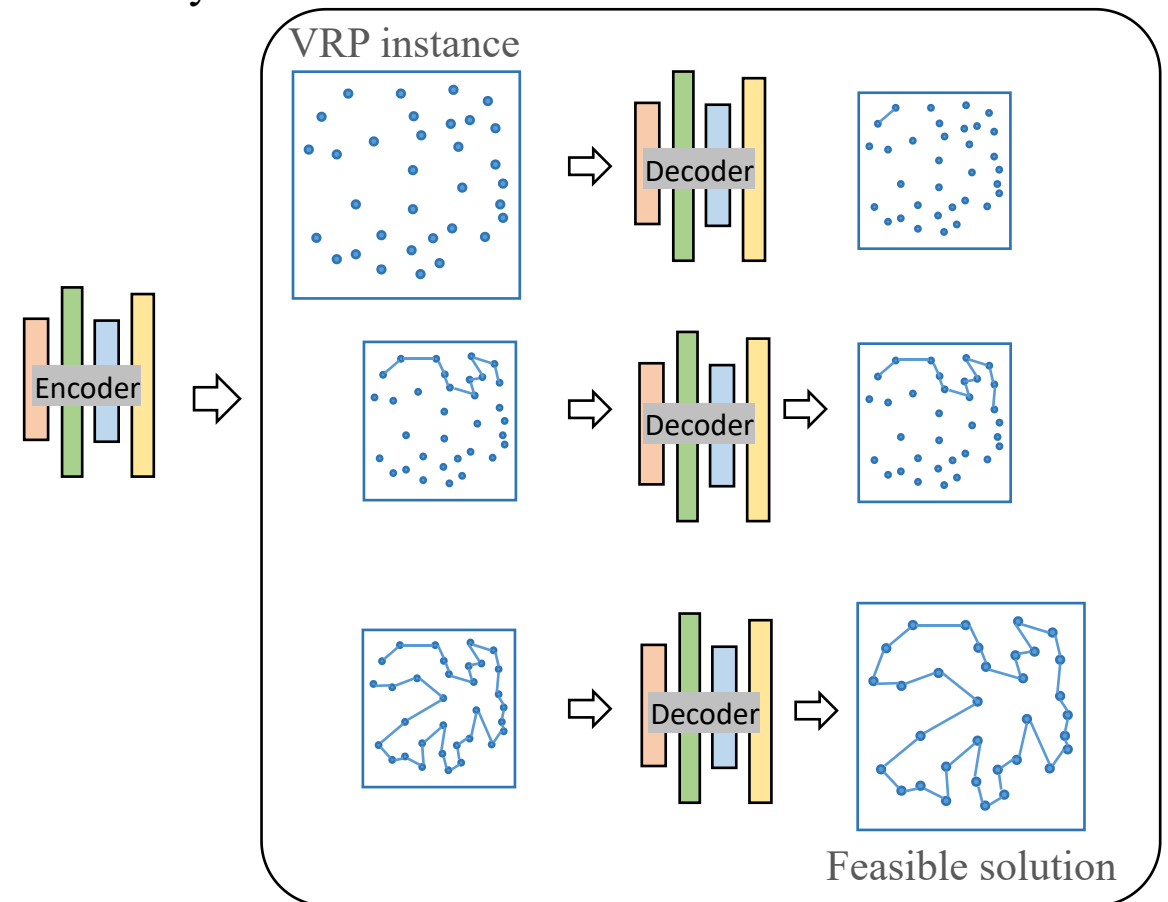 VRP instance
Decoder
Encoder
Decoder
Decoder
Feasible solution